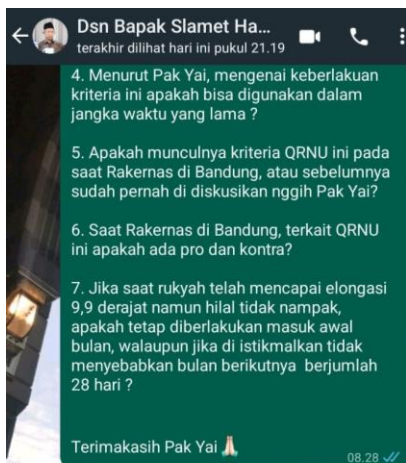 Dsn Bapak Slamet Ha...
terakhir dilihat hari ini pukul 21.19
4. Menurut Pak Yai, mengenai keberlakuan
kriteria ini apakah bisa digunakan dalam
jangka waktu yang lama ?
5. Apakah munculnya kriteria QRNU ini pada
saat Rakernas di Bandung, atau sebelumnya
sudah pernah di diskusikan nggih Pak Yai?
6. Saat Rakernas di Bandung, terkait QRNU
ini apakah ada pro dan kontra?
7. Jika saat rukyah telah mencapai elongasi
9,9 derajat namun hilal tidak nampak,
apakah tetap diberlakukan masuk awal
bulan, walaupun jika di istikmalkan tidak
menyebabkan bulan berikutnya  berjumlah
28 hari ?
Terimakasih Pak Yai 🙏🏻
08.28